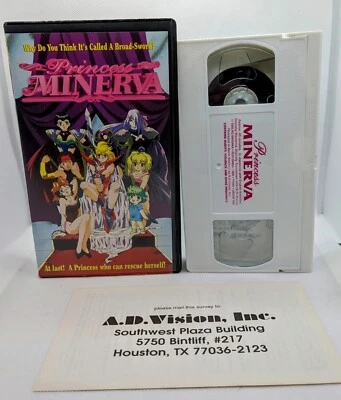 Why Do You Think It's Called A Broad-Sword?
Princess
MINERVA
At last! A Princess who can rescue herself!
Princess
MINERVA
please mail this survey to:
A.D.Vision, Inc.
Southwest Plaza Building
5750 Bintliff, #217
Houston, TX 77036-2123